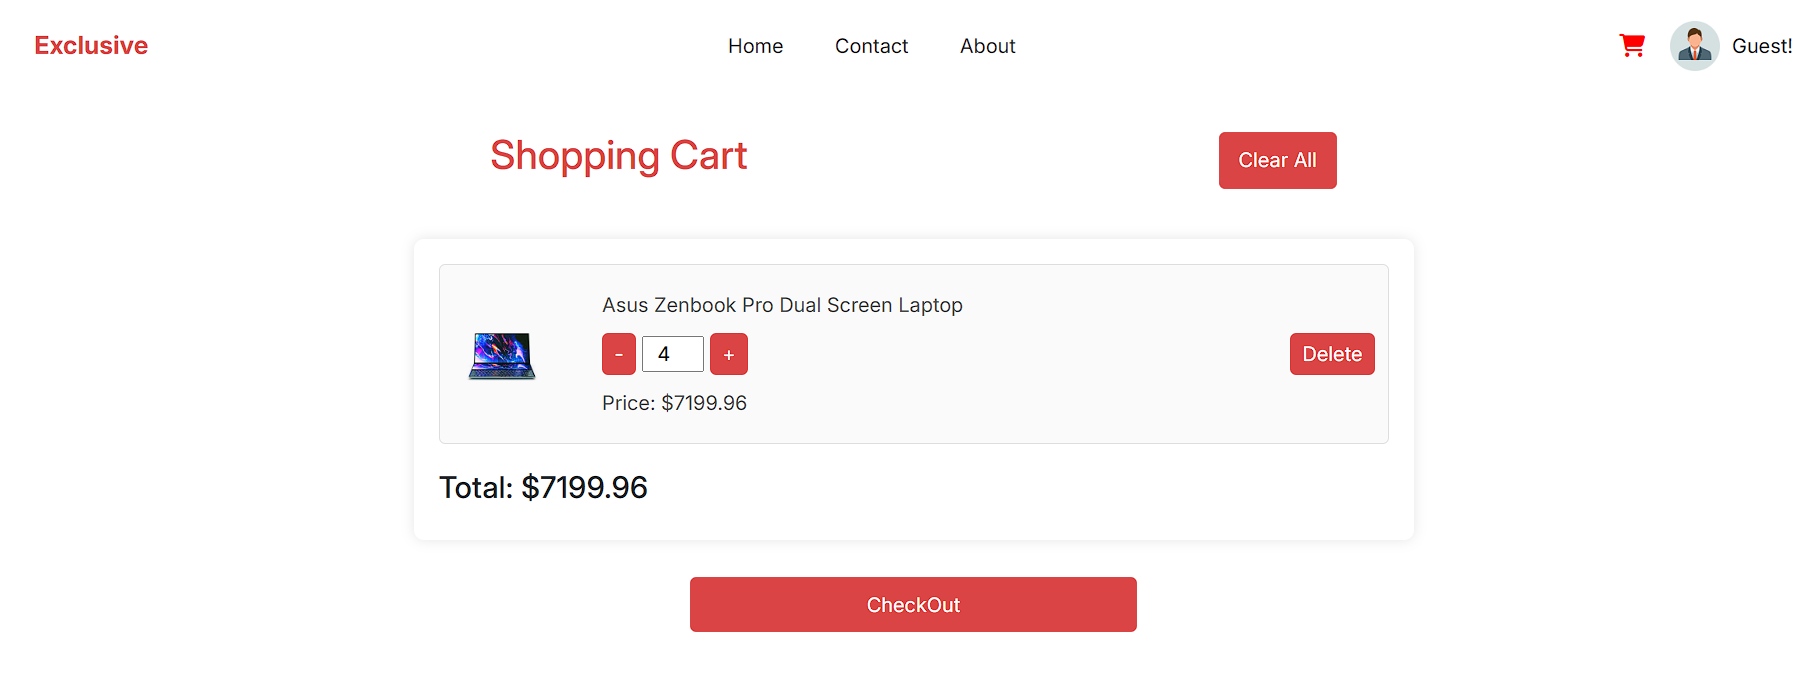 Exclusive
Home Contact About
Guest!
Shopping Cart
Clear All
Asus Zenbook Pro Dual Screen Laptop
- 4 +
Delete
Price: $7199.96
Total: $7199.96
CheckOut